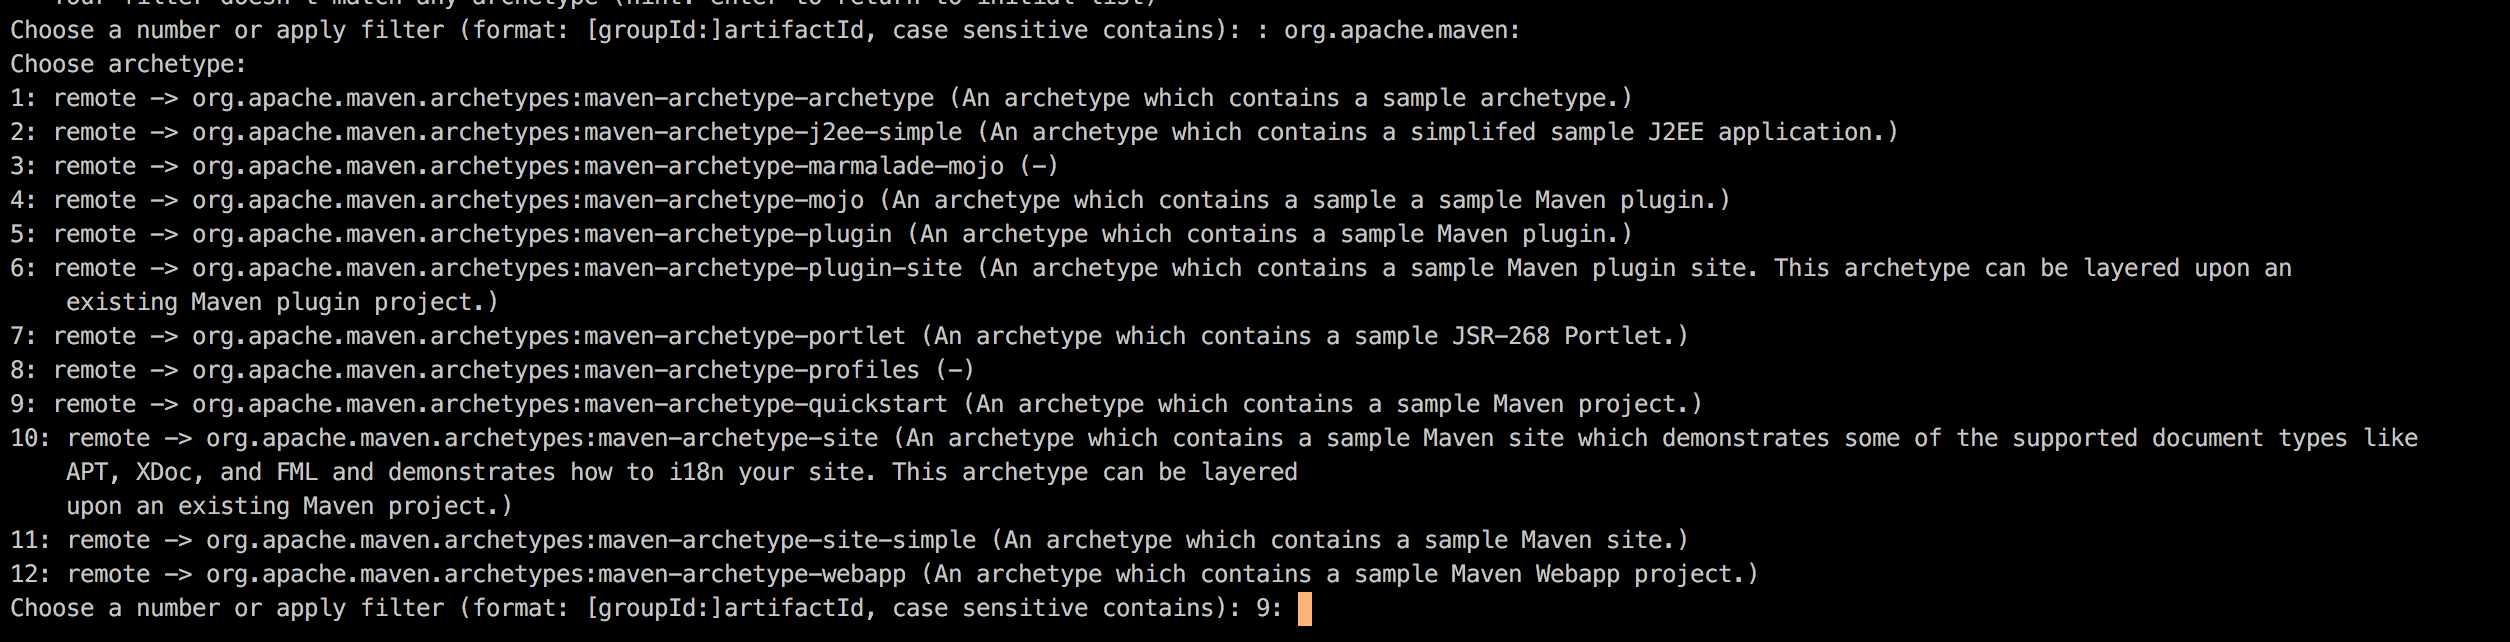 Your filter doesn't match any archetype (hint: enter to return to initial list)
Choose a number or apply filter (format: [groupId:]artifactId, case sensitive contains): : org.apache.maven:
Choose archetype:
1: remote -> org.apache.maven.archetypes:maven-archetype-archetype (An archetype which contains a sample archetype.)
2: remote -> org.apache.maven.archetypes:maven-archetype-j2ee-simple (An archetype which contains a simplifed sample J2EE application.)
3: remote -> org.apache.maven.archetypes:maven-archetype-marmalade-mojo (-)
4: remote -> org.apache.maven.archetypes:maven-archetype-mojo (An archetype which contains a sample a sample Maven plugin.)
5: remote -> org.apache.maven.archetypes:maven-archetype-plugin (An archetype which contains a sample Maven plugin.)
6: remote -> org.apache.maven.archetypes:maven-archetype-plugin-site (An archetype which contains a sample Maven plugin site. This archetype can be layered upon an
existing Maven plugin project.)
7: remote -> org.apache.maven.archetypes:maven-archetype-portlet (An archetype which contains a sample JSR-268 Portlet.)
8: remote -> org.apache.maven.archetypes:maven-archetype-profiles (-)
9: remote -> org.apache.maven.archetypes:maven-archetype-quickstart (An archetype which contains a sample Maven project.)
10: remote -> org.apache.maven.archetypes:maven-archetype-site (An archetype which contains a sample Maven site which demonstrates some of the supported document types like
APT, XDoc, and FML and demonstrates how to i18n your site. This archetype can be layered
upon an existing Maven project.)
11: remote -> org.apache.maven.archetypes:maven-archetype-site-simple (An archetype which contains a sample Maven site.)
12: remote -> org.apache.maven.archetypes:maven-archetype-webapp (An archetype which contains a sample Maven Webapp project.)
Choose a number or apply filter (format: [groupId:]artifactId, case sensitive contains): 9: